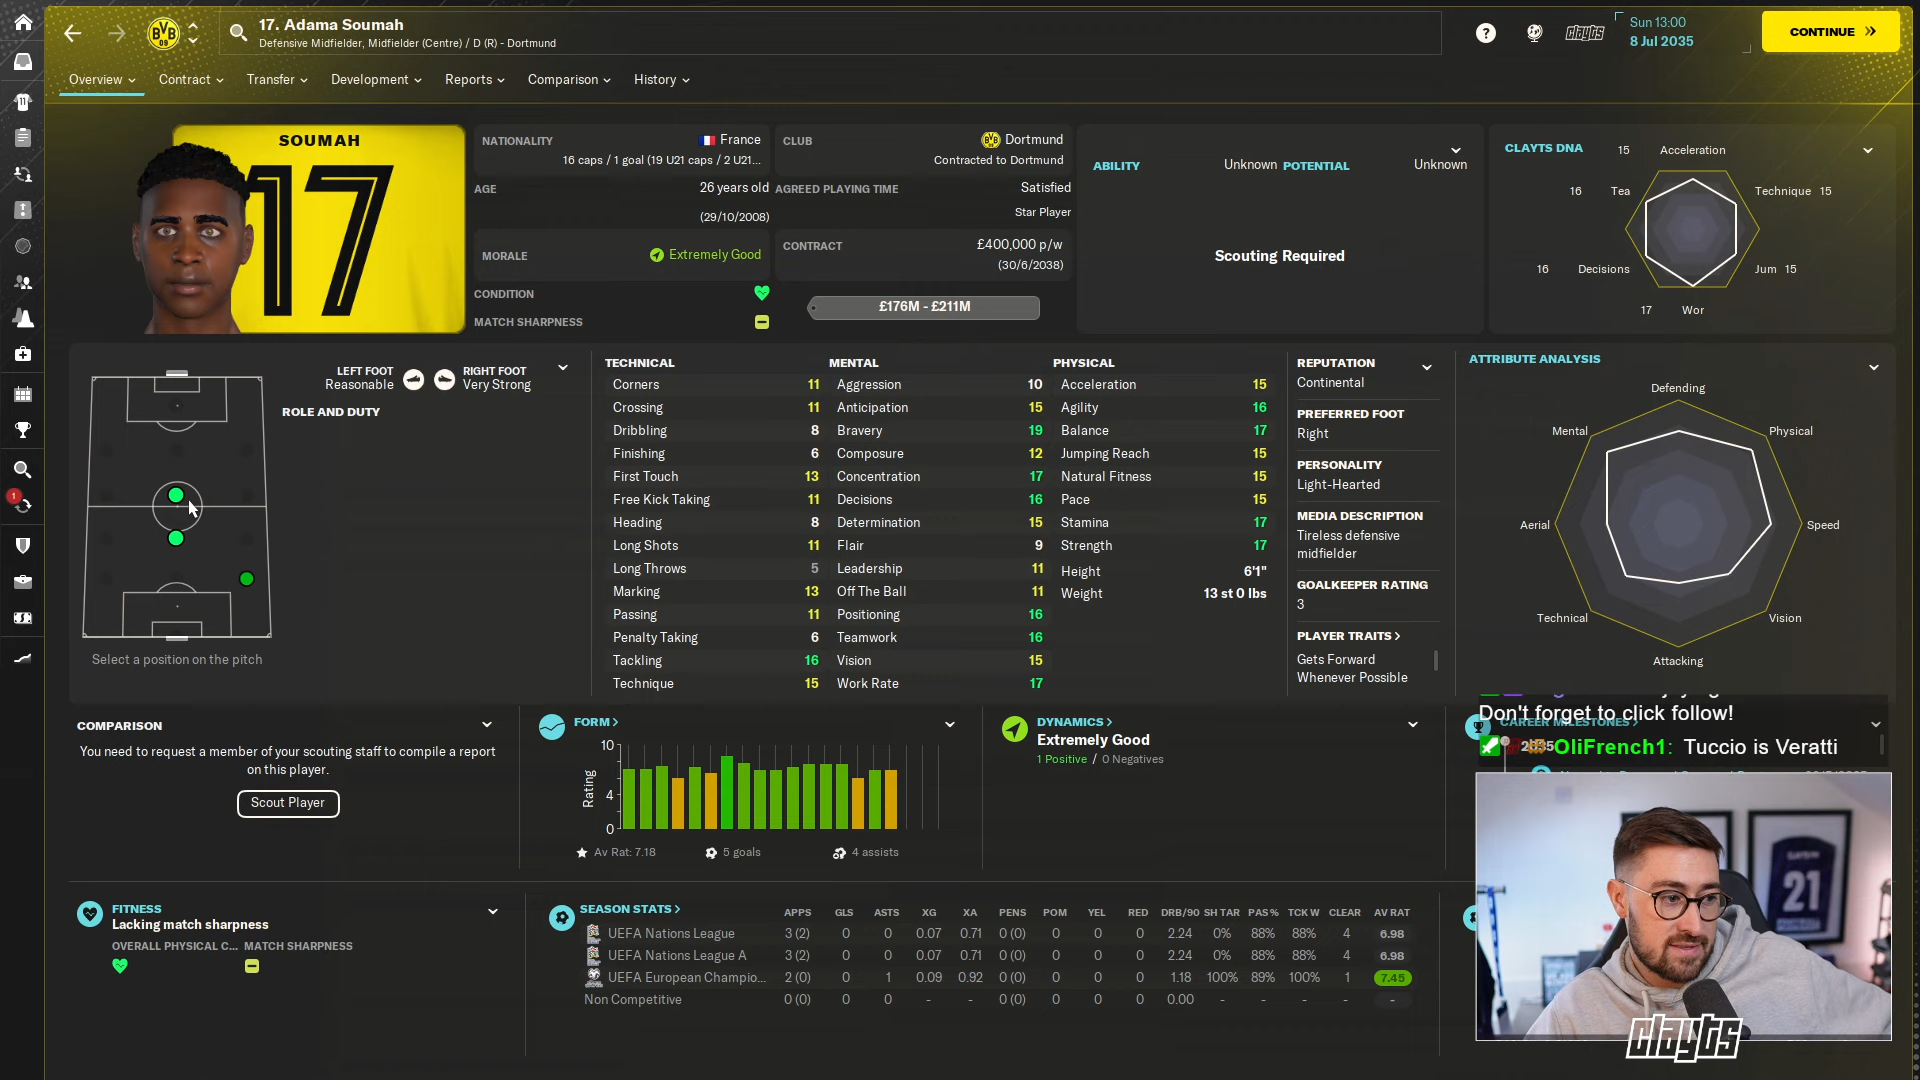 17. Adama Soumah
Defensive Midfielder, Midfielder (Centre) / D (R) - Dortmund
Sun 13:00
8 Jul 2035
CONTINUE
Overview
Contract
Transfer
Development
Reports
Comparison
History
SOUMAH
17
NATIONALITY
France
16 caps / 1 goal (19 U21 caps / 2 U21...
AGE
26 years old
(29/10/2008)
MORALE
Extremely Good
CONDITION
MATCH SHARPNESS
CLUB
Dortmund
Contracted to Dortmund
AGREED PLAYING TIME
Satisfied
Star Player
CONTRACT
£400,000 p/w
(30/6/2038)
£176M - £211M
ABILITY
Unknown
POTENTIAL
Unknown
Scouting Required
CLAYTS DNA
15 Acceleration
16 Tea
Technique 15
16 Decisions
Jum 15
17 Wor
LEFT FOOT
Reasonable
RIGHT FOOT
Very Strong
ROLE AND DUTY
Select a position on the pitch
TECHNICAL
Corners 11
Crossing 11
Dribbling 8
Finishing 6
First Touch 13
Free Kick Taking 11
Heading 8
Long Shots 11
Long Throws 5
Marking 13
Passing 11
Penalty Taking 6
Tackling 16
Technique 15
MENTAL
Aggression 10
Anticipation 15
Bravery 19
Composure 12
Concentration 17
Decisions 16
Determination 15
Flair 9
Leadership 11
Off The Ball 11
Positioning 16
Teamwork 16
Vision 15
Work Rate 17
PHYSICAL
Acceleration 15
Agility 16
Balance 17
Jumping Reach 15
Natural Fitness 15
Pace 15
Stamina 17
Strength 17
Height 6'1"
Weight 13 st 0 lbs
REPUTATION
Continental
PREFERRED FOOT
Right
PERSONALITY
Light-Hearted
MEDIA DESCRIPTION
Tireless defensive
midfielder
GOALKEEPER RATING
3
PLAYER TRAITS >
Gets Forward
Whenever Possible
ATTRIBUTE ANALYSIS
Defending
Mental
Physical
Aerial
Speed
Technical
Vision
Attacking
COMPARISON
You need to request a member of your scouting staff to compile a report
on this player.
Scout Player
FORM >
Rating
10
4
0
Av Rat: 7.18
5 goals
4 assists
DYNAMICS >
Extremely Good
1 Positive / 0 Negatives
CAREER MILESTONES
Don't forget to click follow!
OliFrench1: Tuccio is Veratti
FITNESS
Lacking match sharpness
OVERALL PHYSICAL C... MATCH SHARPNESS
SEASON STATS > APPS GLS ASTS XG XA PENS POM YEL RED DRB/90 SH TAR PAS % TCK W CLEAR AV RAT
UEFA Nations League 3 (2) 0 0 0.07 0.71 0 (0) 0 0 0 2.24 0% 88% 88% 4 6.98
UEFA Nations League A 3 (2) 0 0 0.07 0.71 0 (0) 0 0 0 2.24 0% 88% 88% 4 6.98
UEFA European Champio... 2 (0) 0 1 0.09 0.92 0 (0) 0 0 0 1.18 100% 89% 100% 1 7.45
Non Competitive 0 (0) 0 0 - - 0 (0) 0 0 0 0.00 - - - - -
21
clayts